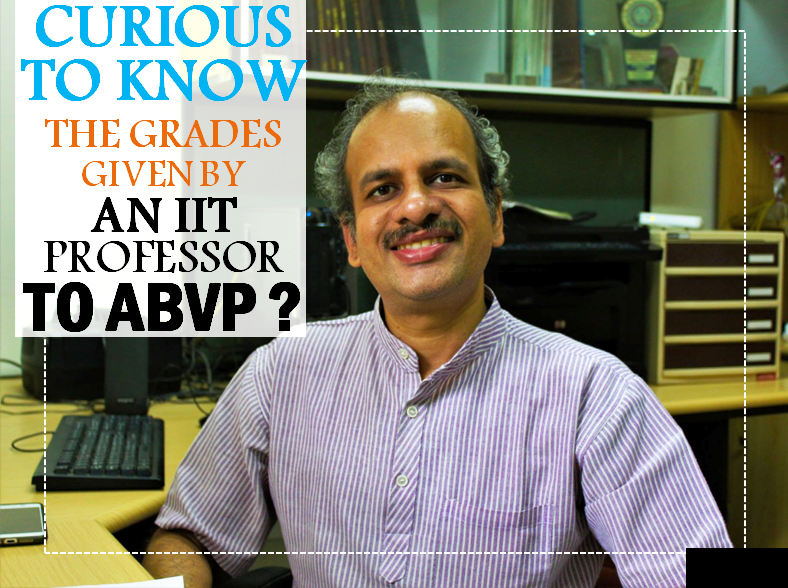 CURIOUS
TO KNOW
THE GRADES
GIVEN BY
AN IIT
PROFESSOR
TO ABVP ?